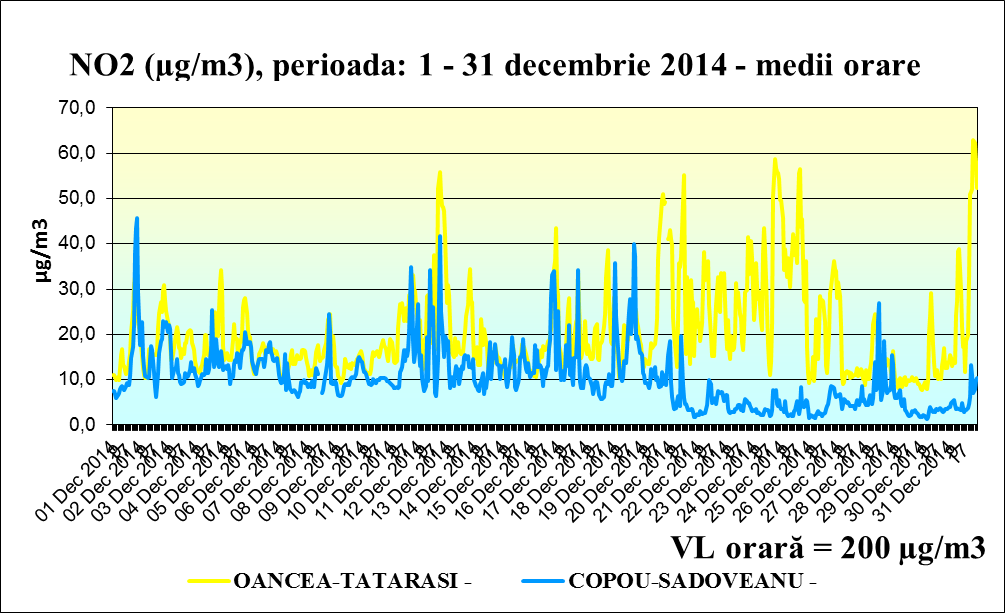 NO2 (µg/m3), perioada: 1 - 31 decembrie 2014 - medii orare
µg/m3
70,0
60,0
50,0
40,0
30,0
20,0
10,0
0,0
01 Dec 2014
02 Dec 2014
03 Dec 2014
04 Dec 2014
05 Dec 2014
06 Dec 2014
07 Dec 2014
08 Dec 2014
09 Dec 2014
10 Dec 2014
11 Dec 2014
12 Dec 2014
13 Dec 2014
14 Dec 2014
15 Dec 2014
16 Dec 2014
17 Dec 2014
18 Dec 2014
19 Dec 2014
20 Dec 2014
21 Dec 2014
22 Dec 2014
23 Dec 2014
24 Dec 2014
25 Dec 2014
26 Dec 2014
27 Dec 2014
28 Dec 2014
29 Dec 2014
30 Dec 2014
31 Dec 2014
17
VL orară = 200 µg/m3
OANCEA-TATARASI -
COPOU-SADOVEANU -